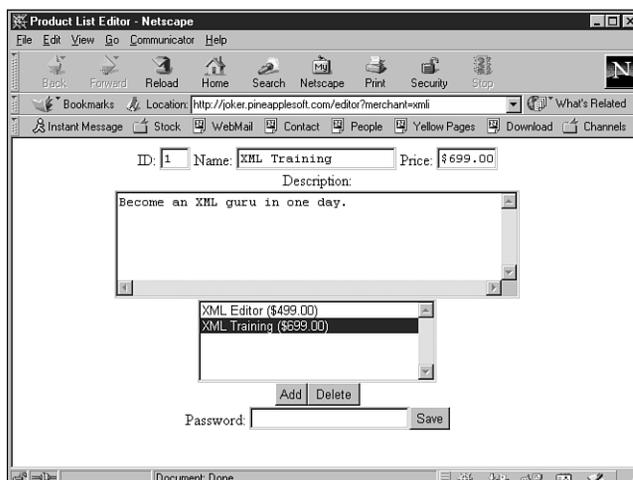 Product List Editor - Netscape
File Edit View Go Communicator Help
Back Forward Reload Home Search Netscape Print Security Stop
Bookmarks Location: http://joker.pineapplesoft.com/editor?merchant=xmli What's Related
Instant Message Stock WebMail Contact People Yellow Pages Download Channels
ID: 1 Name: XML Training Price: $699.00
Description:
Become an XML guru in one day.
XML Editor ($499.00)
XML Training ($699.00)
Add Delete
Password: Save
Document: Done